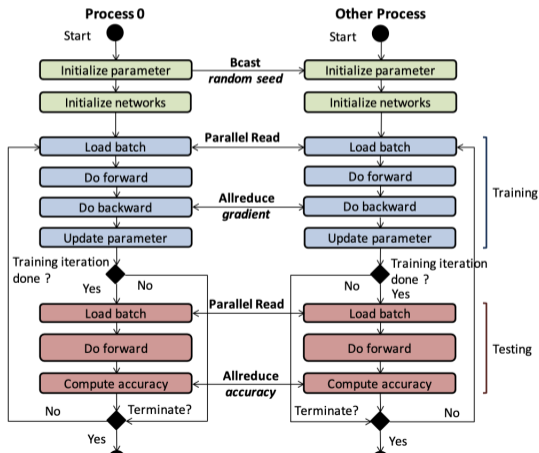 Process 0
Other Process
Start
Start
Initialize parameter
Bcast
random seed
Initialize parameter
Initialize networks
Initialize networks
Load batch
Parallel Read
Load batch
Do forward
Do forward
Do backward
Allreduce
gradient
Do backward
Update parameter
Update parameter
Training
Training iteration
done ?
Yes
No
Training iteration
done ?
No
Yes
Load batch
Parallel Read
Load batch
Do forward
Do forward
Testing
Compute accuracy
Allreduce
accuracy
Compute accuracy
No
Terminate?
Terminate?
No
Yes
Yes